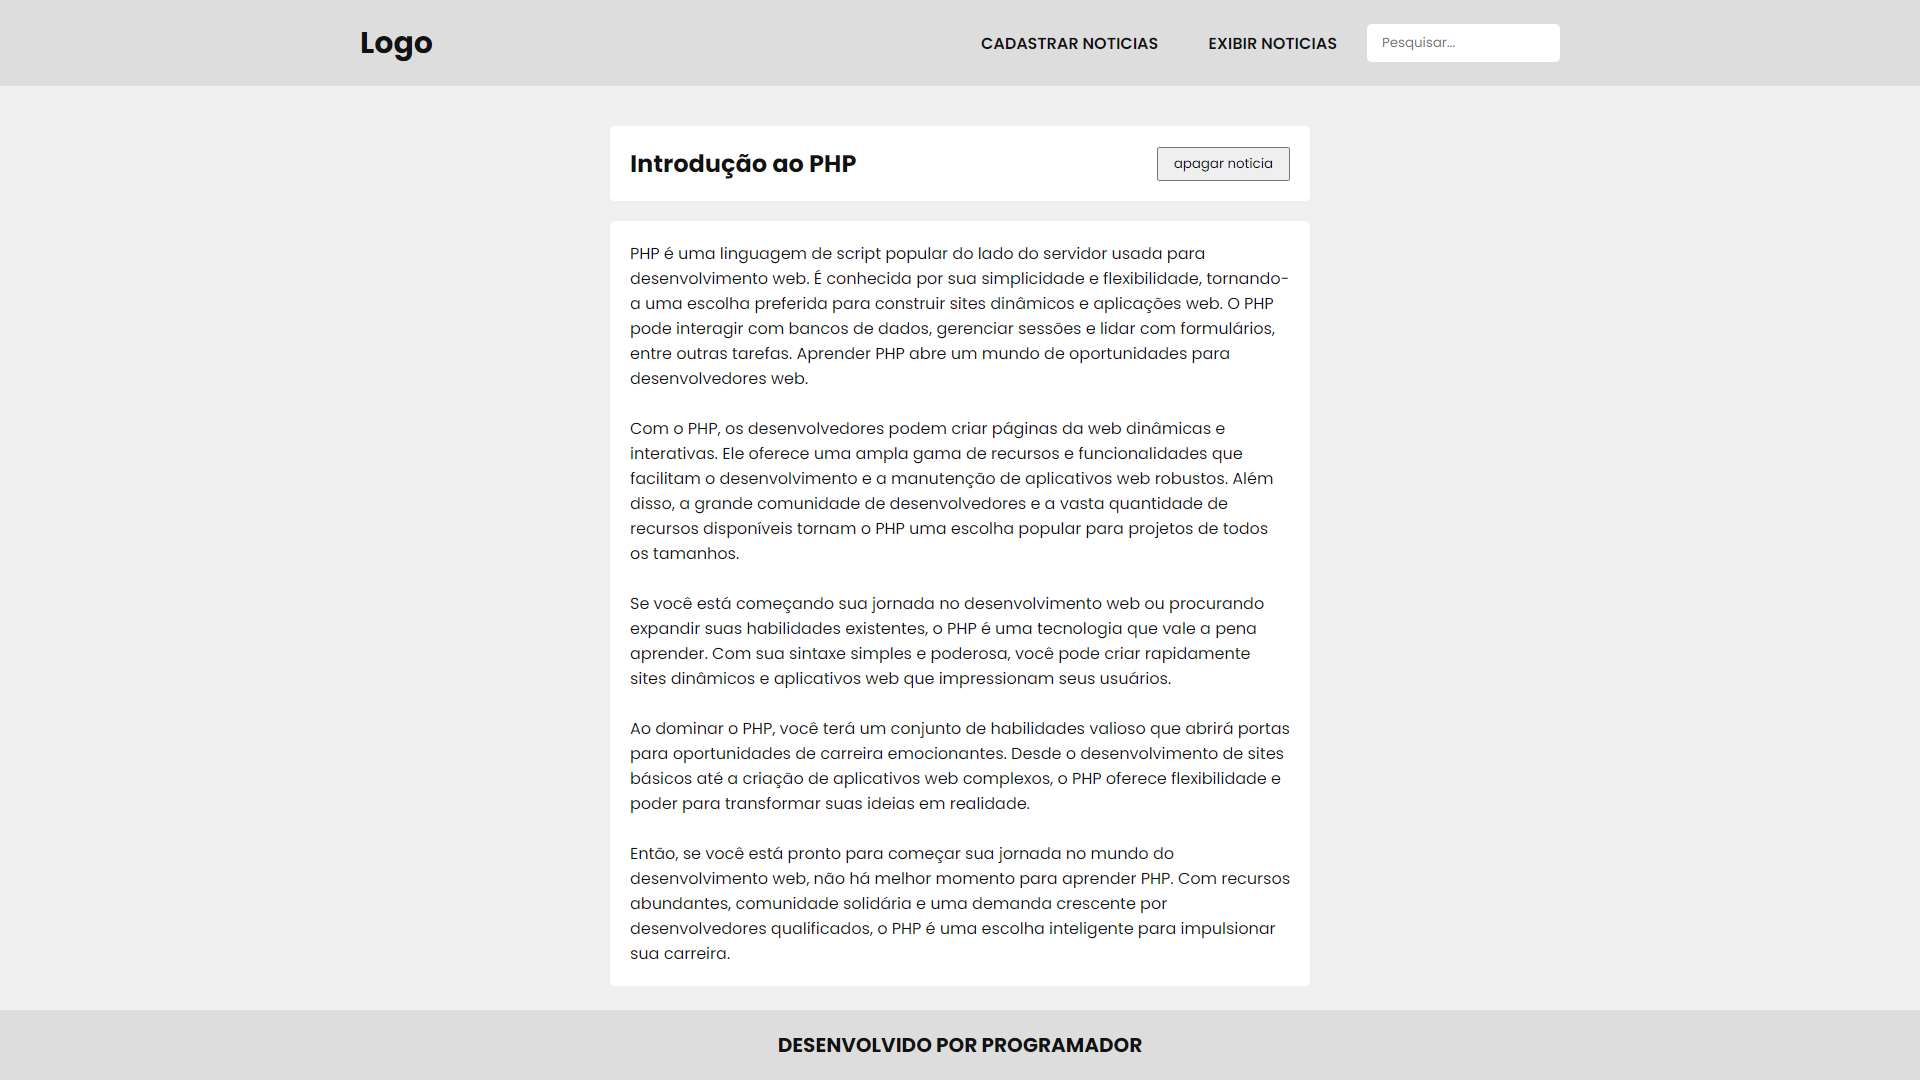 Logo
CADASTRAR NOTICIAS
EXIBIR NOTICIAS
Pesquisar...
Introdução ao PHP
apagar noticia
PHP é uma linguagem de script popular do lado do servidor usada para
desenvolvimento web. É conhecida por sua simplicidade e flexibilidade, tornando-
a uma escolha preferida para construir sites dinâmicos e aplicações web. O PHP
pode interagir com bancos de dados, gerenciar sessões e lidar com formulários,
entre outras tarefas. Aprender PHP abre um mundo de oportunidades para
desenvolvedores web.
Com o PHP, os desenvolvedores podem criar páginas da web dinâmicas e
interativas. Ele oferece uma ampla gama de recursos e funcionalidades que
facilitam o desenvolvimento e a manutenção de aplicativos web robustos. Além
disso, a grande comunidade de desenvolvedores e a vasta quantidade de
recursos disponíveis tornam o PHP uma escolha popular para projetos de todos
os tamanhos.
Se você está começando sua jornada no desenvolvimento web ou procurando
expandir suas habilidades existentes, o PHP é uma tecnologia que vale a pena
aprender. Com sua sintaxe simples e poderosa, você pode criar rapidamente
sites dinâmicos e aplicativos web que impressionam seus usuários.
Ao dominar o PHP, você terá um conjunto de habilidades valioso que abrirá portas
para oportunidades de carreira emocionantes. Desde o desenvolvimento de sites
básicos até a criação de aplicativos web complexos, o PHP oferece flexibilidade e
poder para transformar suas ideias em realidade.
Então, se você está pronto para começar sua jornada no mundo do
desenvolvimento web, não há melhor momento para aprender PHP. Com recursos
abundantes, comunidade solidária e uma demanda crescente por
desenvolvedores qualificados, o PHP é uma escolha inteligente para impulsionar
sua carreira.
DESENVOLVIDO POR PROGRAMADOR